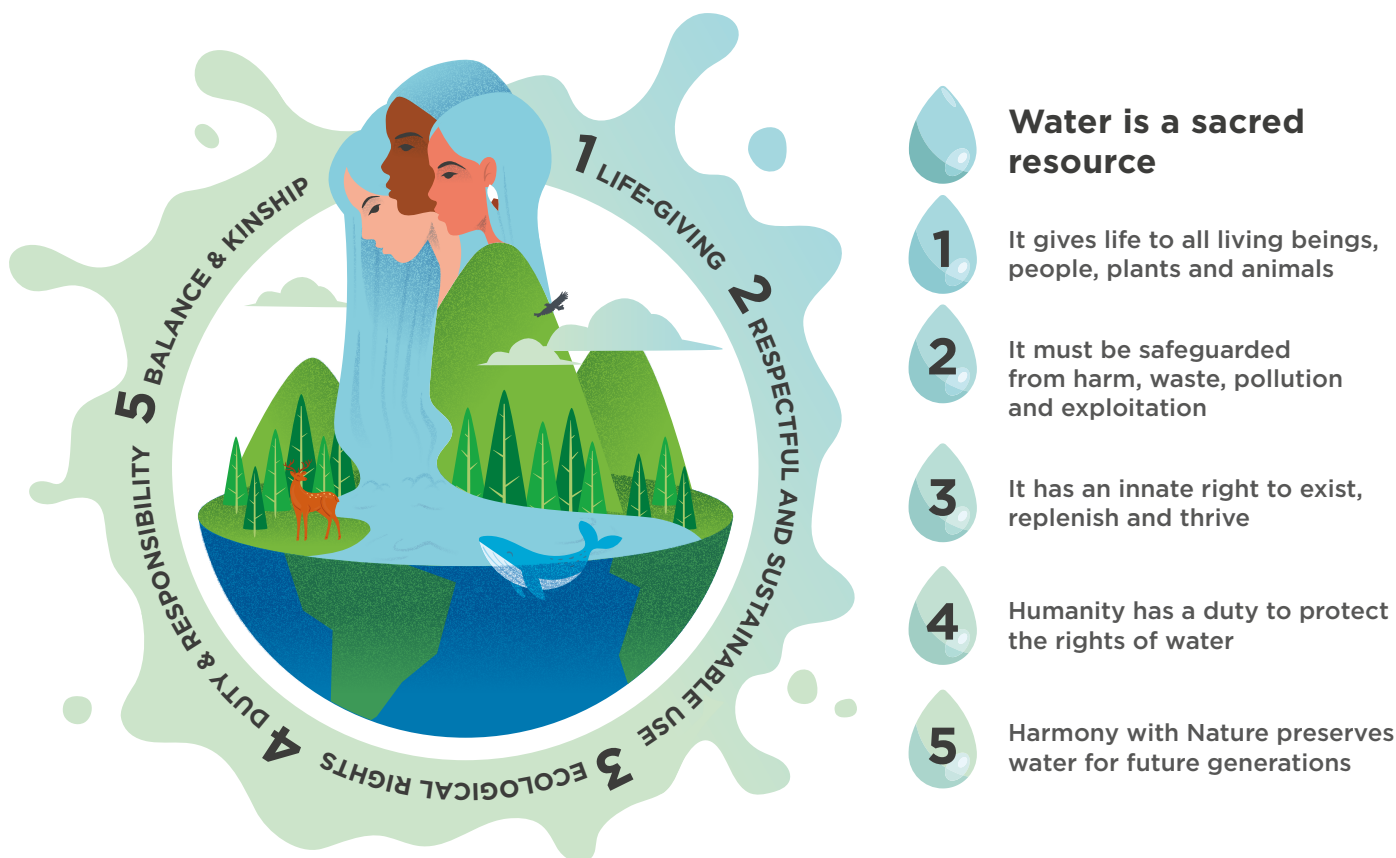 1 LIFE-GIVING
2 RESPECTFUL AND SUSTAINABLE USE
3 ECOLOGICAL RIGHTS
4 DUTY & RESPONSIBILITY
5 BALANCE & KINSHIP
Water is a sacred
resource
1
It gives life to all living beings,
people, plants and animals
2
It must be safeguarded
from harm, waste, pollution
and exploitation
3
It has an innate right to exist,
replenish and thrive
4
Humanity has a duty to protect
the rights of water
5
Harmony with Nature preserves
water for future generations